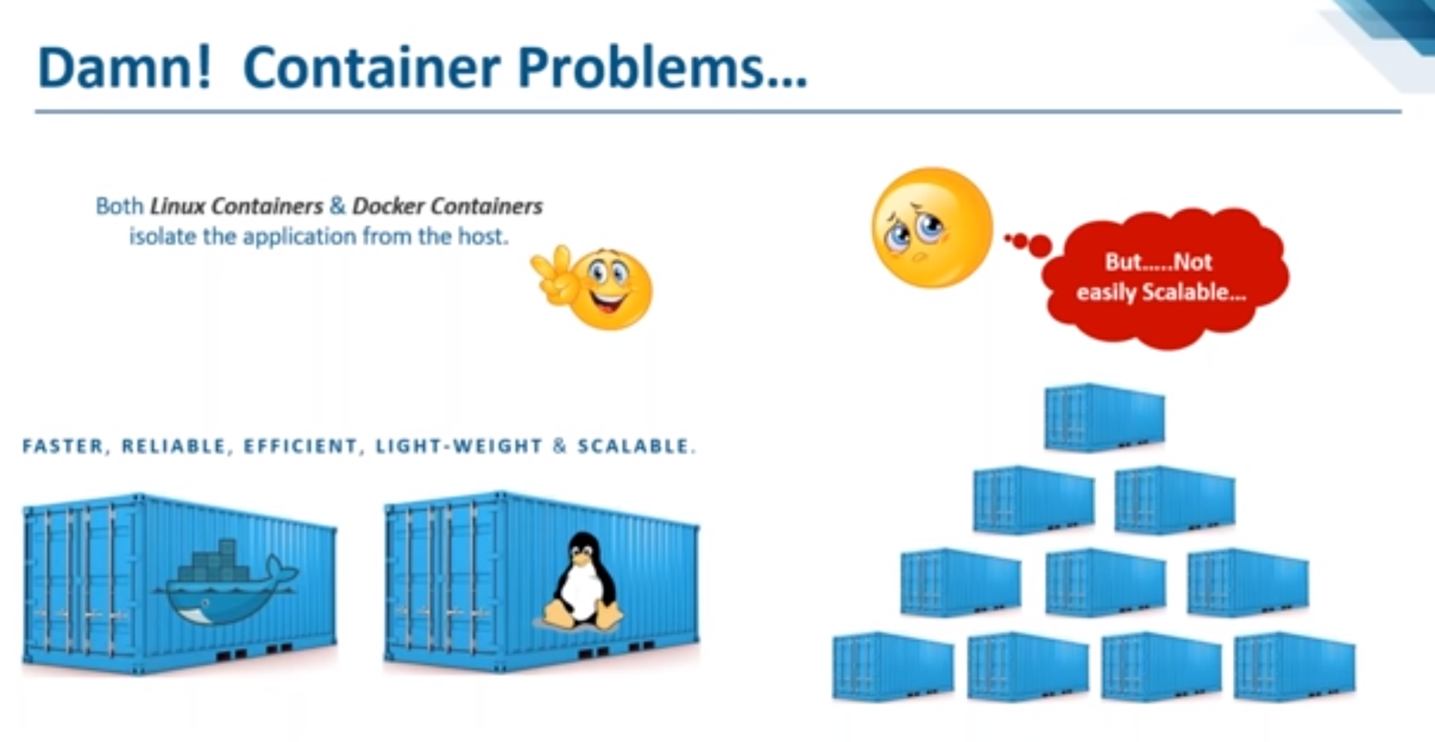 Damn! Container Problems...
Both Linux Containers & Docker Containers
isolate the application from the host.
But.....Not
easily Scalable...
FASTER, RELIABLE, EFFICIENT, LIGHT-WEIGHT & SCALABLE.